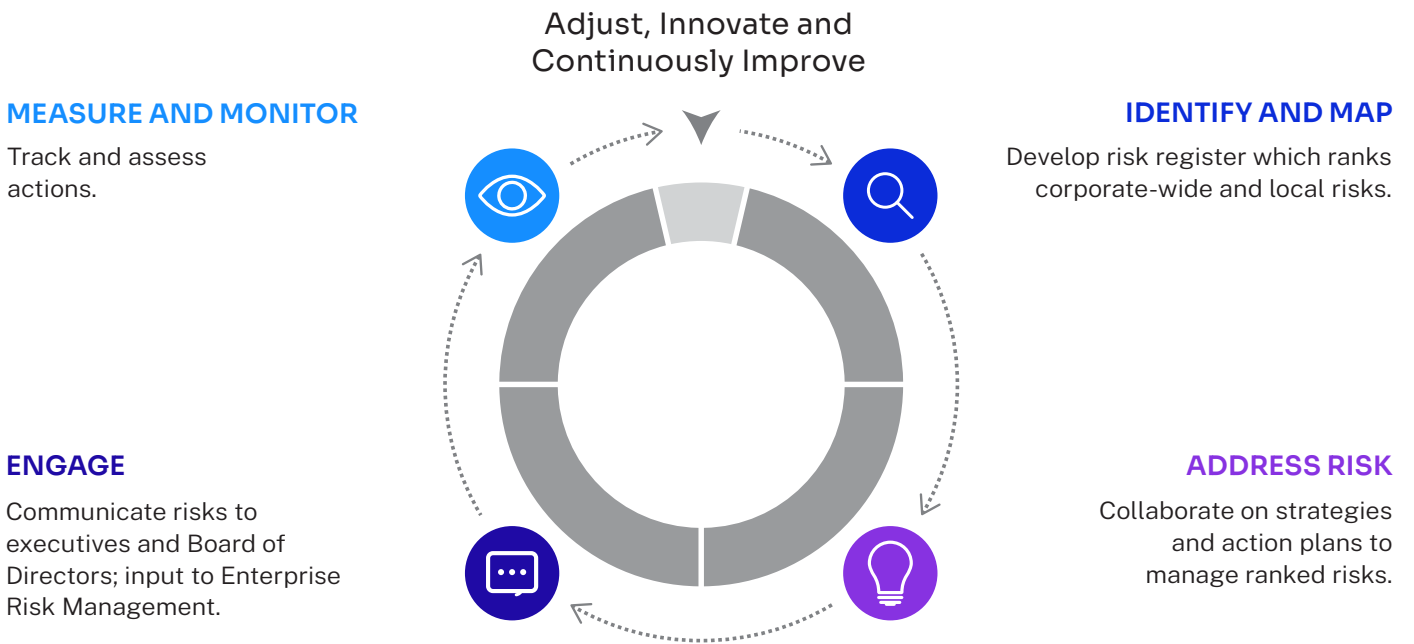 Adjust, Innovate and
Continuously Improve
MEASURE AND MONITOR
Track and assess
actions.
IDENTIFY AND MAP
Develop risk register which ranks
corporate-wide and local risks.
ENGAGE
Communicate risks to
executives and Board of
Directors; input to Enterprise
Risk Management.
ADDRESS RISK
Collaborate on strategies
and action plans to
manage ranked risks.